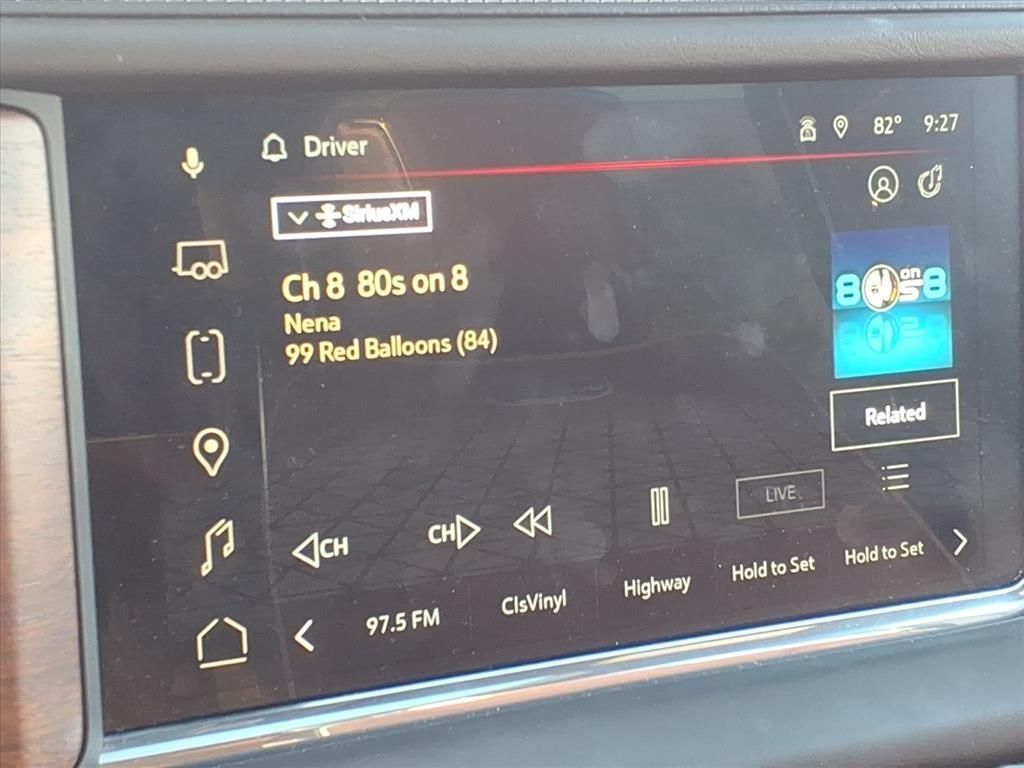 Driver
82° 9:27
SiriusXM
Ch 8 80s on 8
Nena
99 Red Balloons (84)
8 on 8
Related
CH
CH
LIVE
97.5 FM
ClsVinyl
Highway
Hold to Set
Hold to Set